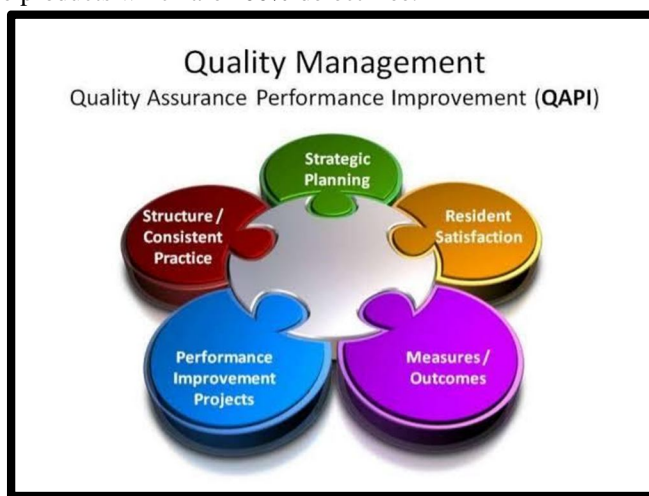 Quality Management
Quality Assurance Performance Improvement (QAPI)
Strategic
Planning
Structure /
Consistent
Practice
Resident
Satisfaction
Performance
Improvement
Projects
Measures /
Outcomes